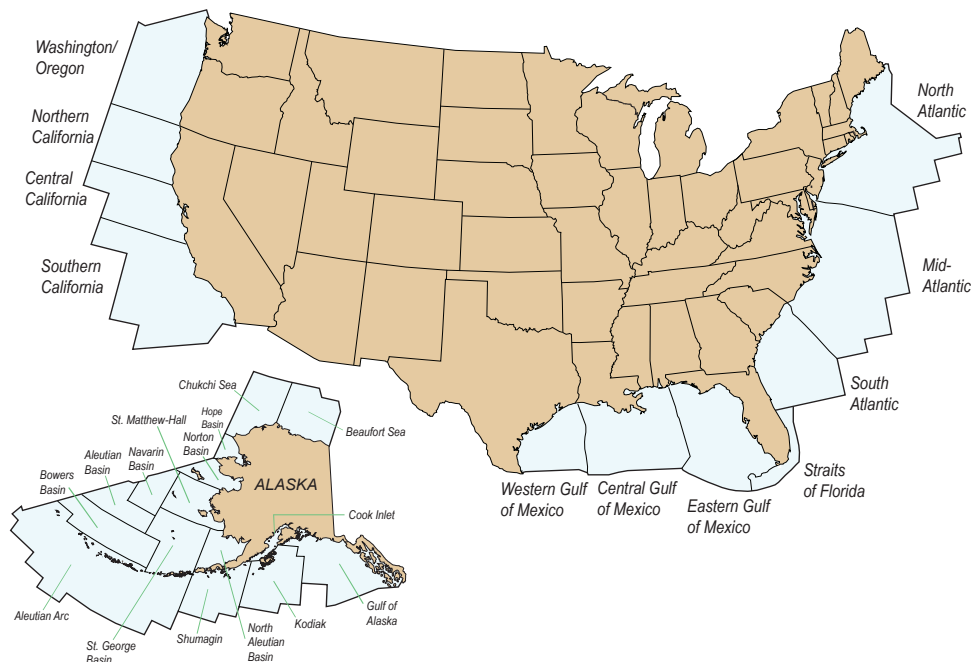 Washington/
Oregon
Northern
California
Central
California
Southern
California
North
Atlantic
Mid-
Atlantic
South
Atlantic
Straits
of Florida
Eastern Gulf
of Mexico
Central Gulf
of Mexico
Western Gulf
of Mexico
Chukchi Sea
Beaufort Sea
Hope
Basin
St. Matthew-Hall
Norton
Basin
Navarin
Basin
Aleutian
Basin
Bowers
Basin
ALASKA
Cook Inlet
Aleutian Arc
St. George
Basin
Shumagin
North
Aleutian
Basin
Kodiak
Gulf of
Alaska